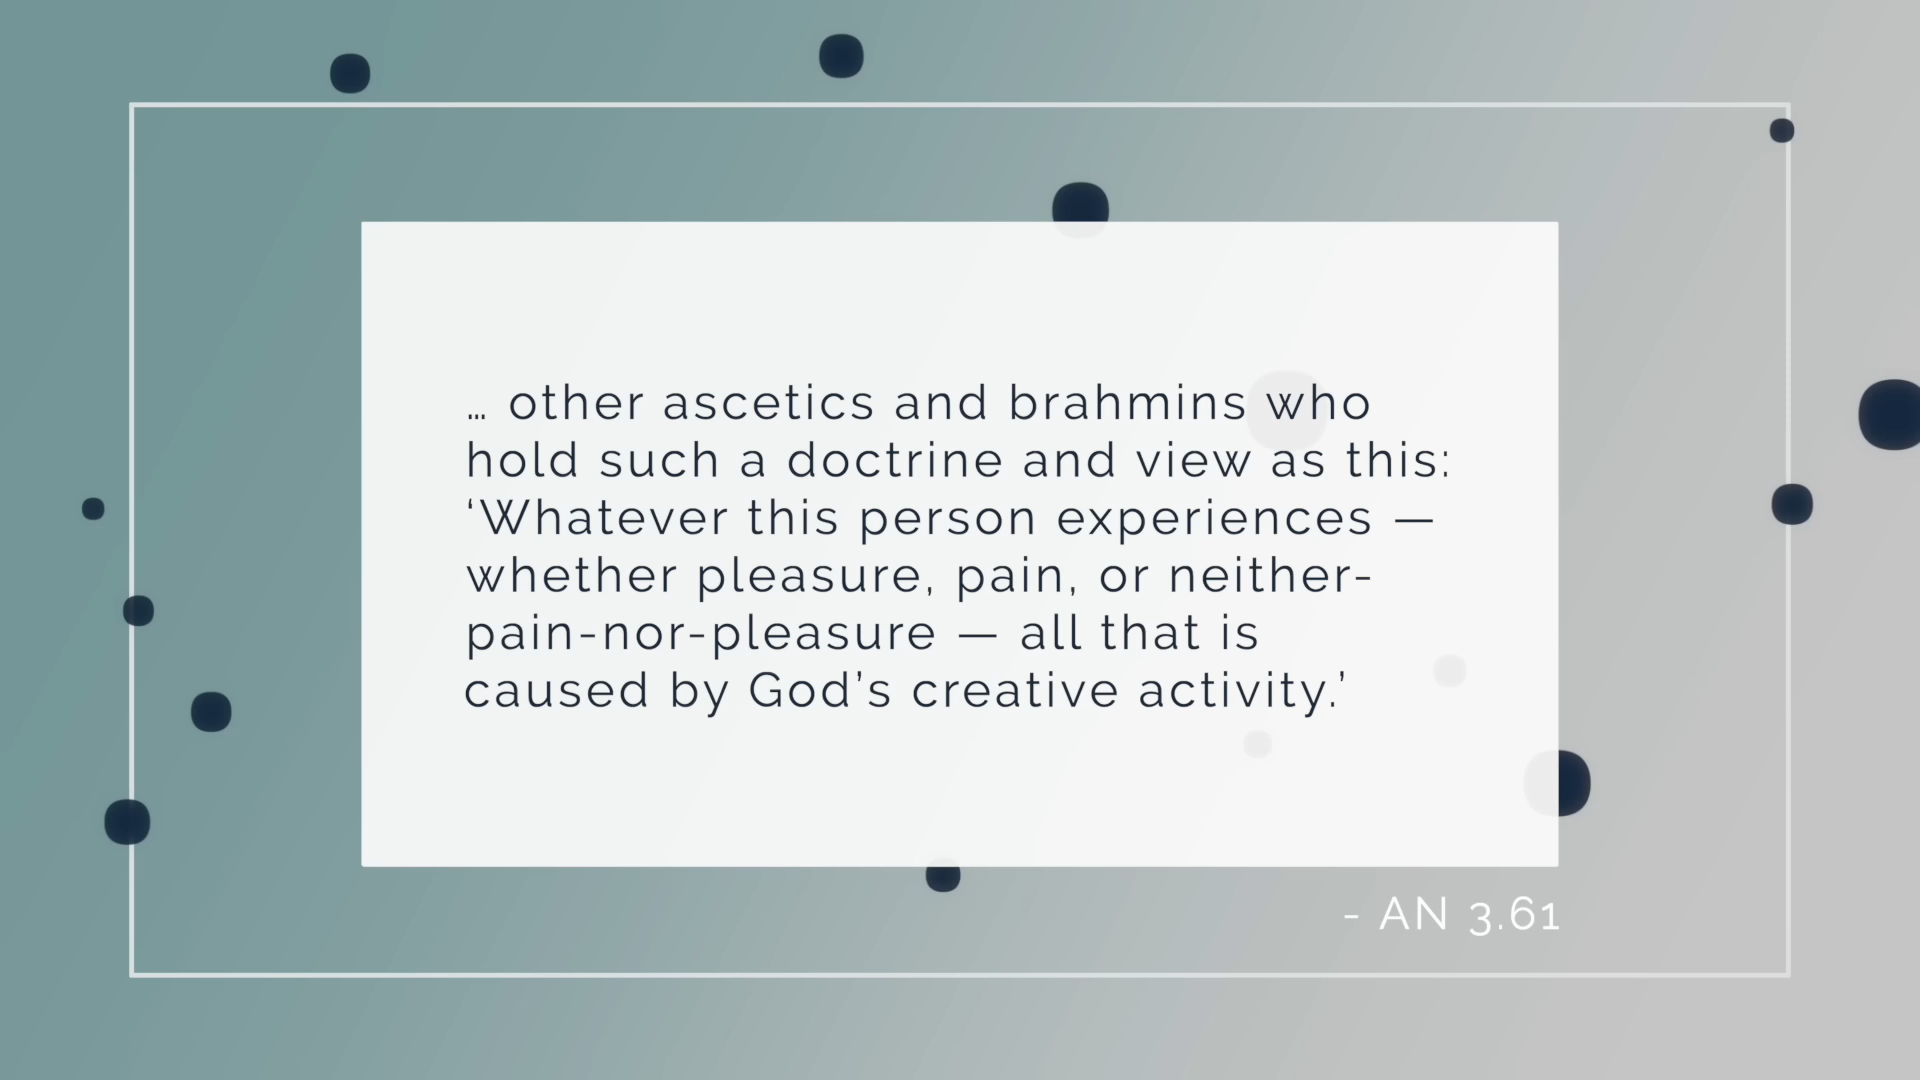 … other ascetics and brahmins who
hold such a doctrine and view as this:
‘Whatever this person experiences —
whether pleasure, pain, or neither-
pain-nor-pleasure — all that is
caused by God’s creative activity.’
- AN 3.61